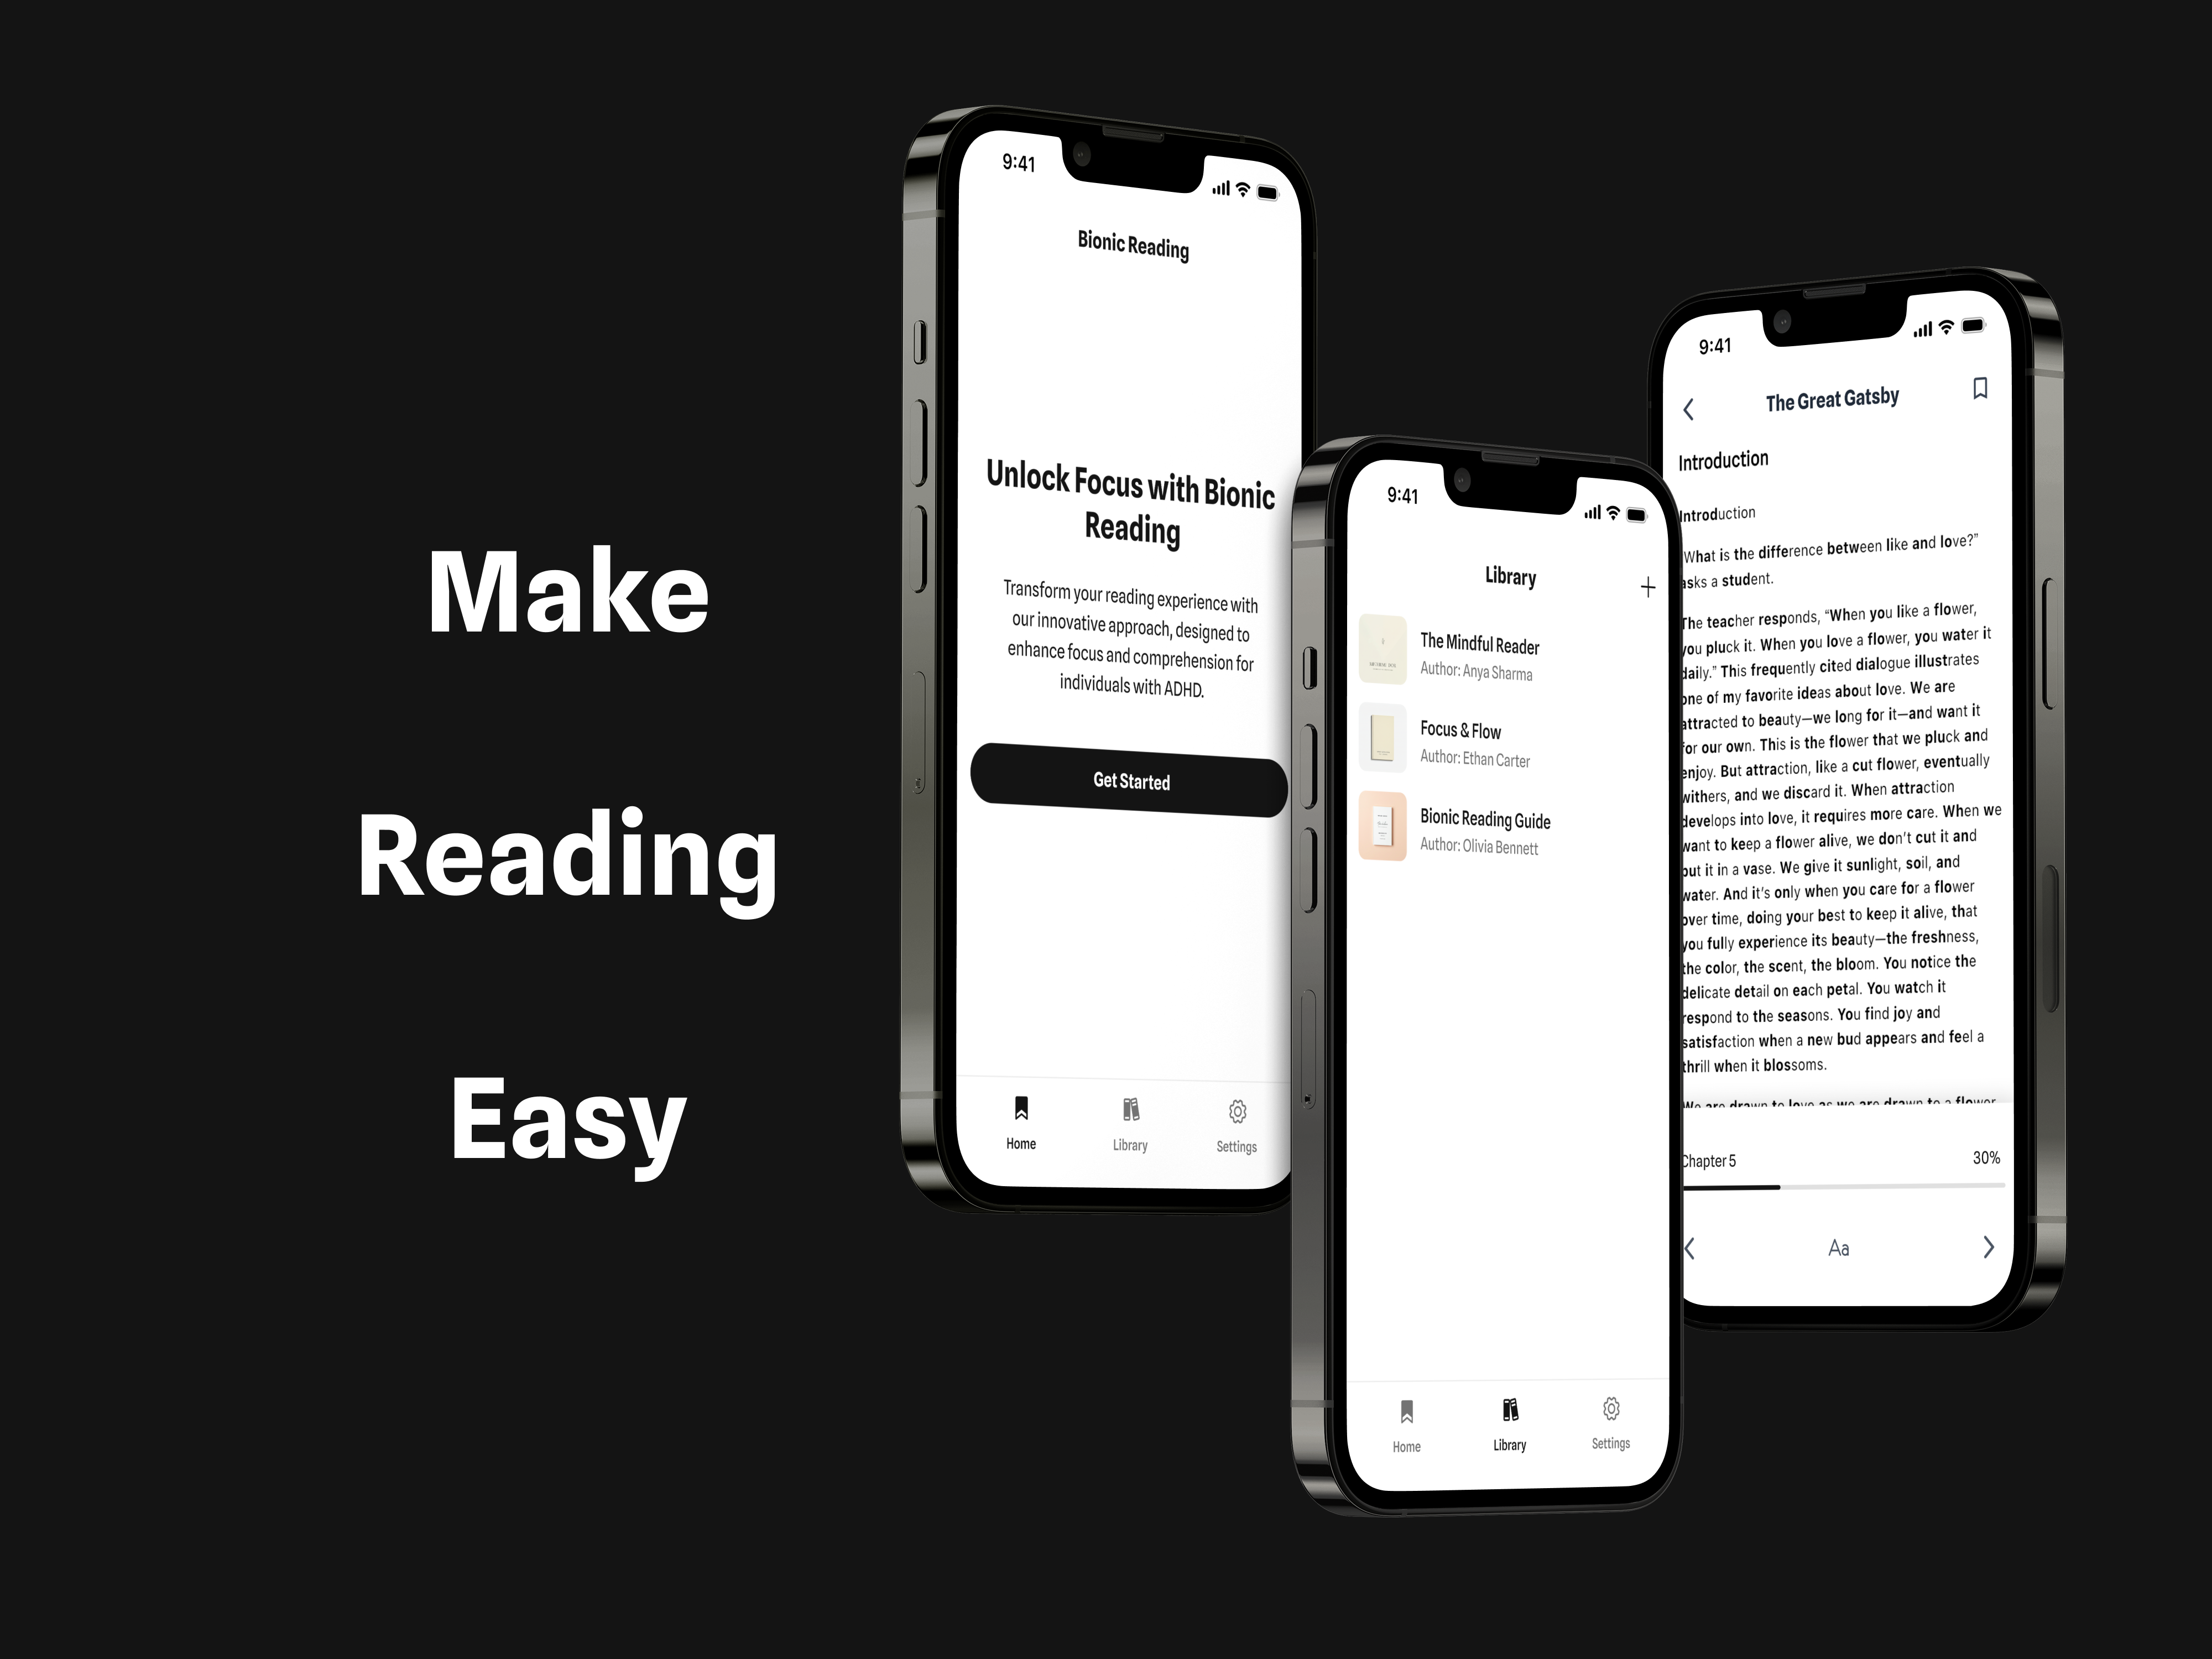 Make
Reading
Easy
9:41
Bionic Reading
Unlock Focus with Bionic
Reading
Transform your reading experience with
our innovative approach, designed to
enhance focus and comprehension for
individuals with ADHD.
Get Started
Home
Library
Settings
9:41
Library
The Mindful Reader
Author: Anya Sharma
Focus & Flow
Author: Ethan Carter
Bionic Reading Guide
Author: Olivia Bennett
Home
Library
Settings
9:41
The Great Gatsby
Introduction
Introduction
“What is the difference between like and love?”
asks a student.
The teacher responds, “When you like a flower,
you pluck it. When you love a flower, you water it
daily.” This frequently cited dialogue illustrates
one of my favorite ideas about love. We are
attracted to beauty—we long for it—and want it
for our own. This is the flower that we pluck and
enjoy. But attraction, like a cut flower, eventually
withers, and we discard it. When attraction
develops into love, it requires more care. When we
want to keep a flower alive, we don’t cut it and
put it in a vase. We give it sunlight, soil, and
water. And it’s only when you care for a flower
over time, doing your best to keep it alive, that
you fully experience its beauty—the freshness,
the color, the scent, the bloom. You notice the
delicate detail on each petal. You watch it
respond to the seasons. You find joy and
satisfaction when a new bud appears and feel a
thrill when it blossoms.
We are drawn to love as we are drawn to a flower
Chapter 5
30%
Aa